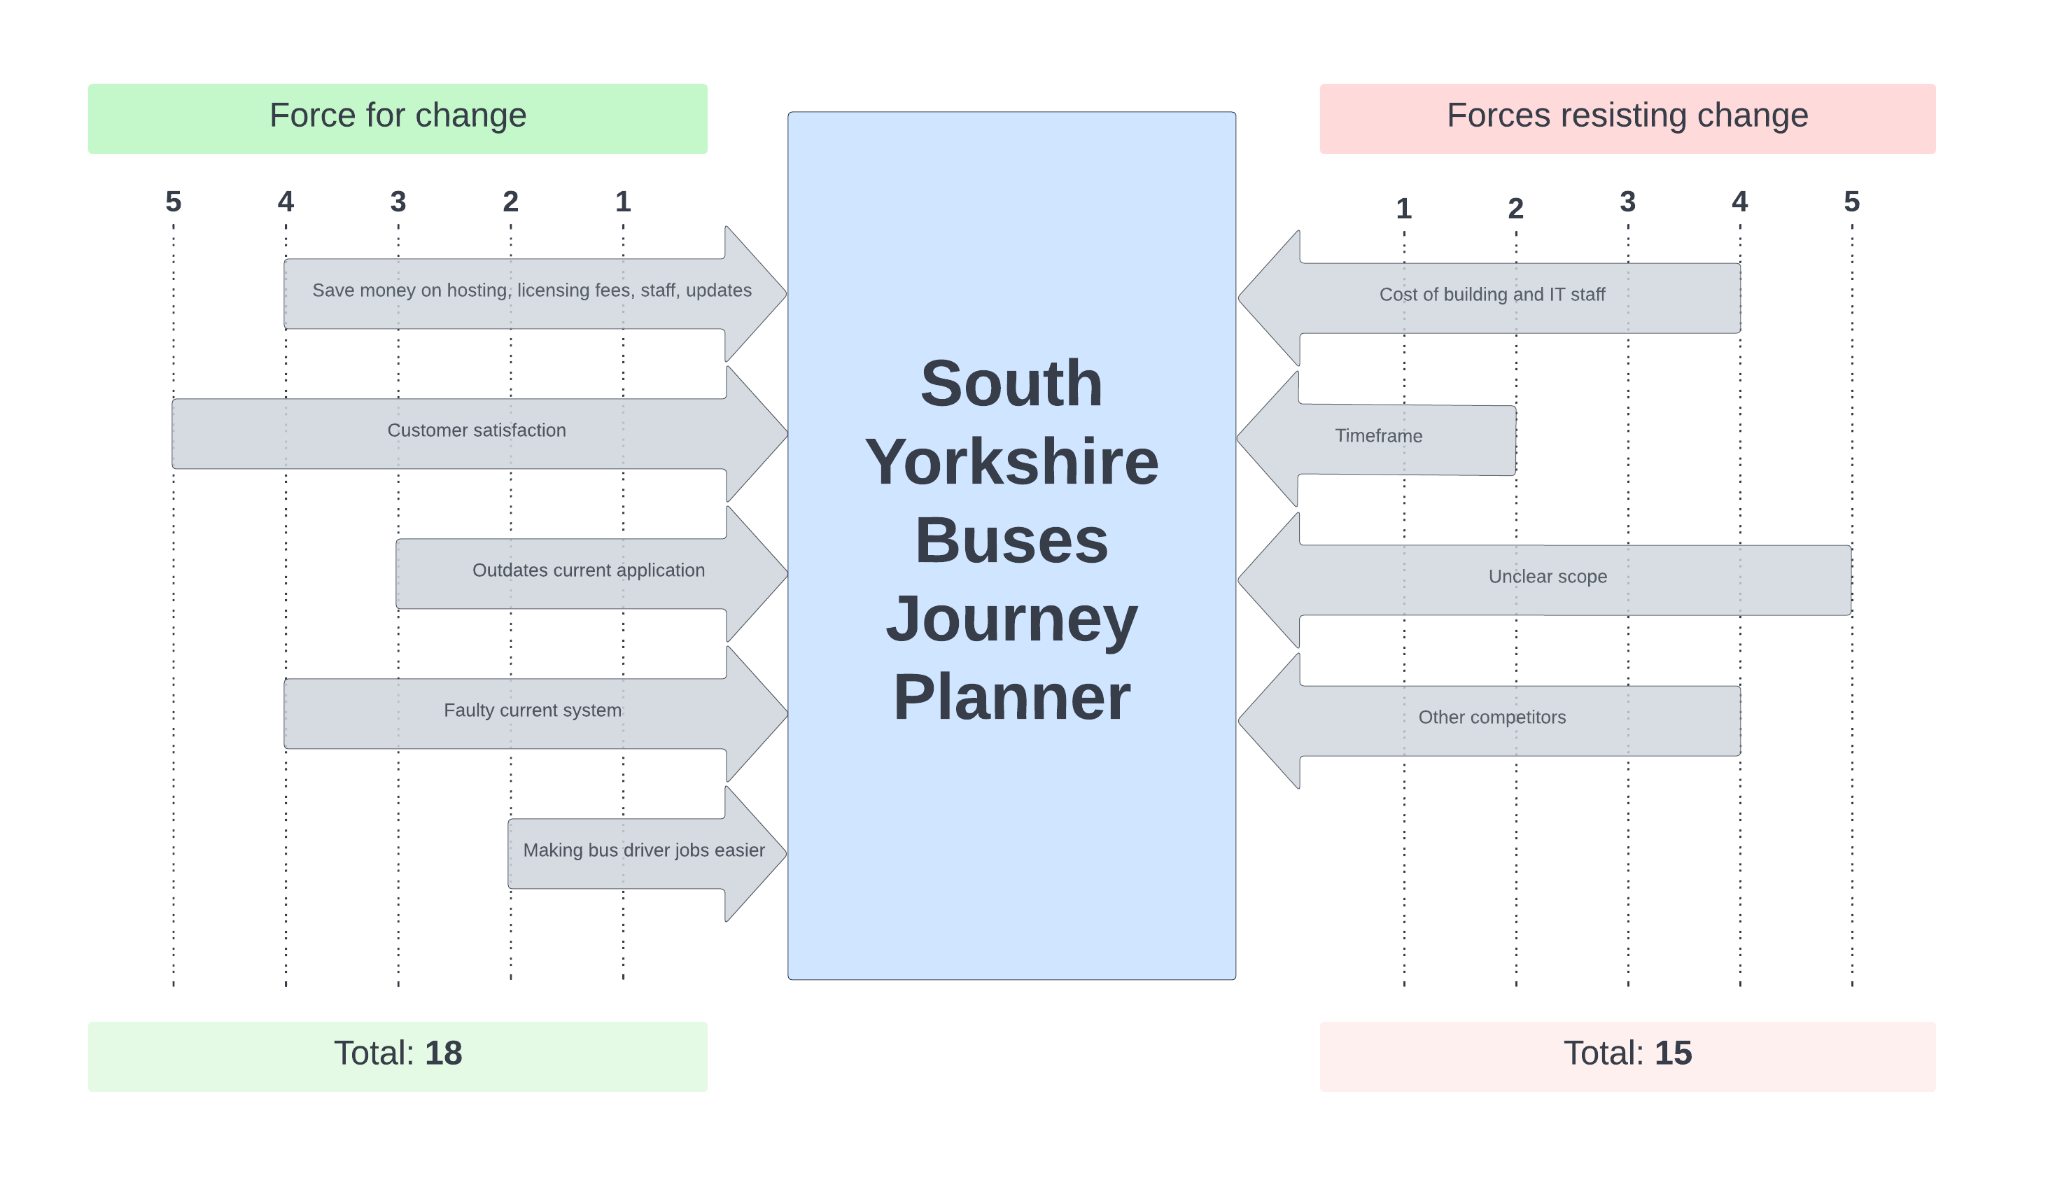 Force for change
5 4 3 2 1
Save money on hosting, licensing fees, staff, updates
Customer satisfaction
Outdates current application
Faulty current system
Making bus driver jobs easier
Total: 18
South
Yorkshire
Buses
Journey
Planner
Forces resisting change
1 2 3 4 5
Cost of building and IT staff
Timeframe
Unclear scope
Other competitors
Total: 15